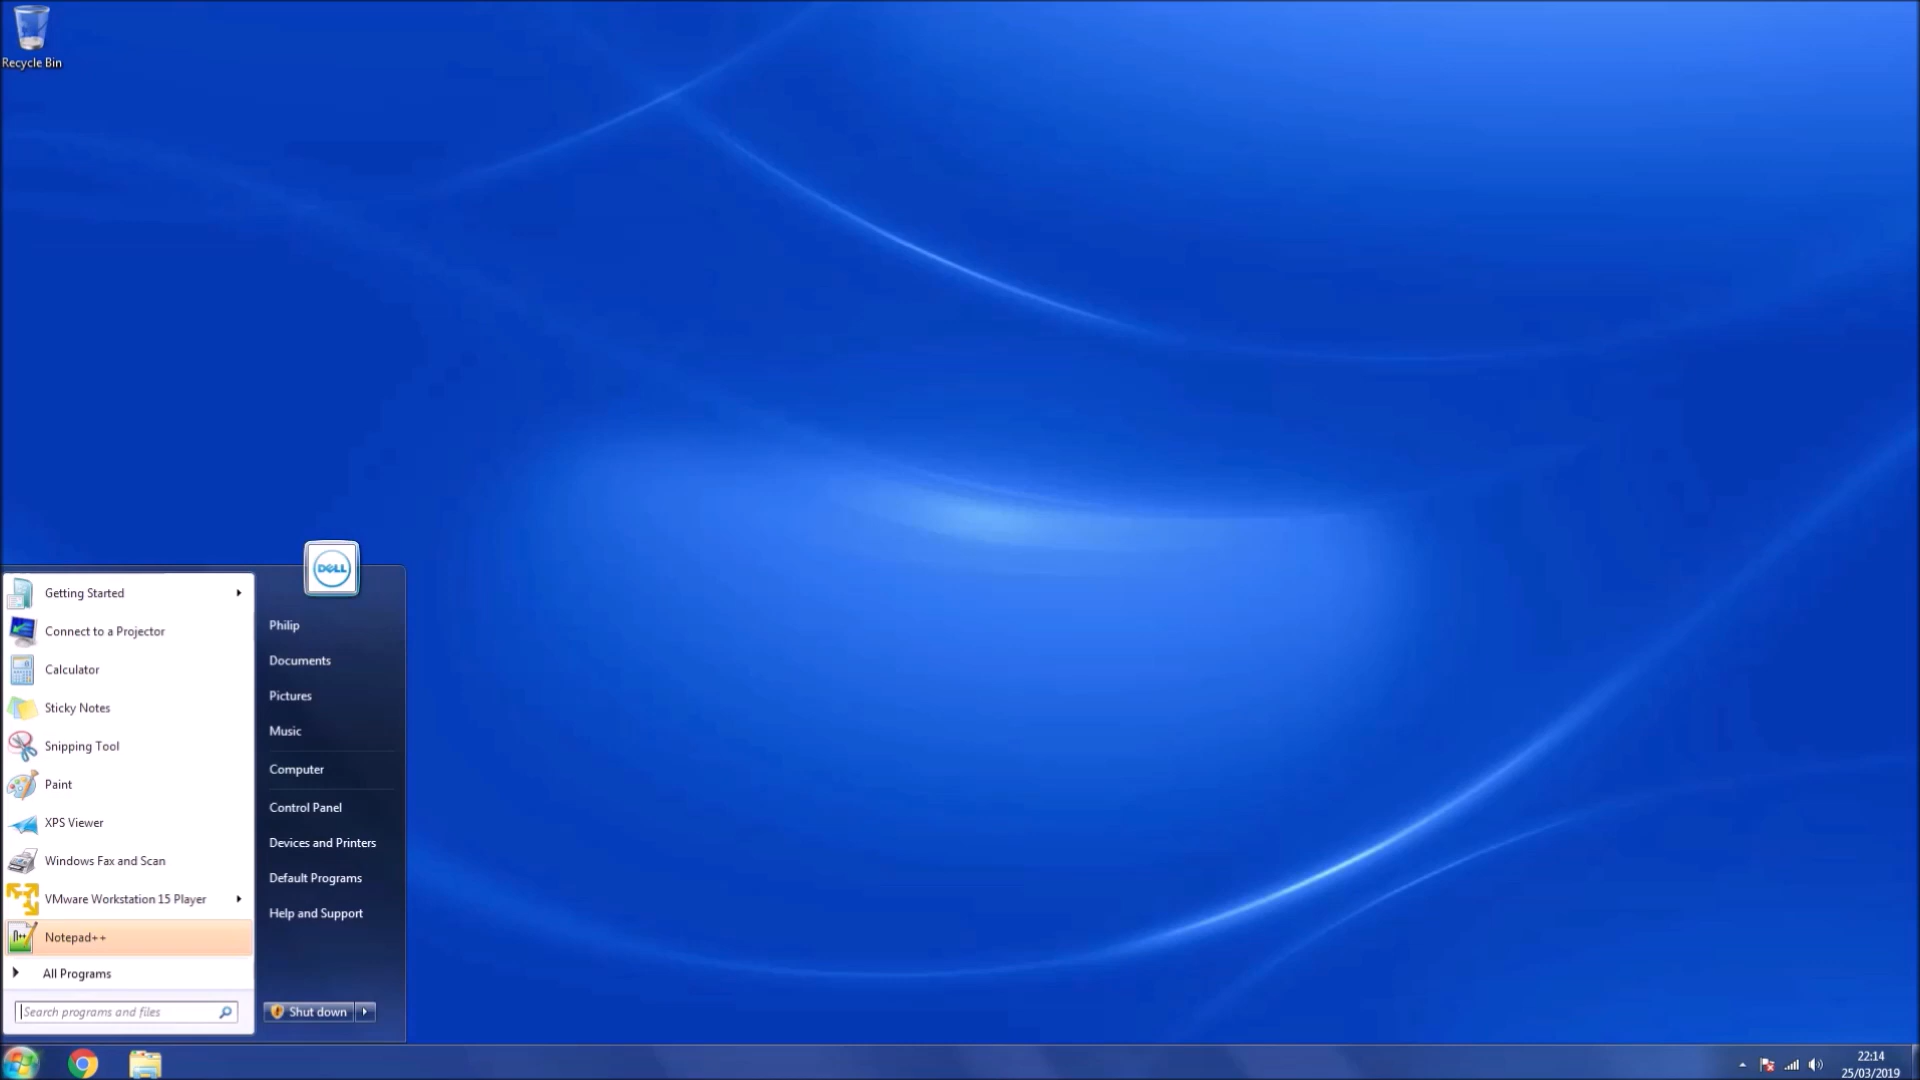 Recycle Bin
DELL
Getting Started
Connect to a Projector
Calculator
Sticky Notes
Snipping Tool
Paint
XPS Viewer
Windows Fax and Scan
VMware Workstation 15 Player
Notepad++
All Programs
Search programs and files
Philip
Documents
Pictures
Music
Computer
Control Panel
Devices and Printers
Default Programs
Help and Support
Shut down
22:14
25/03/2019